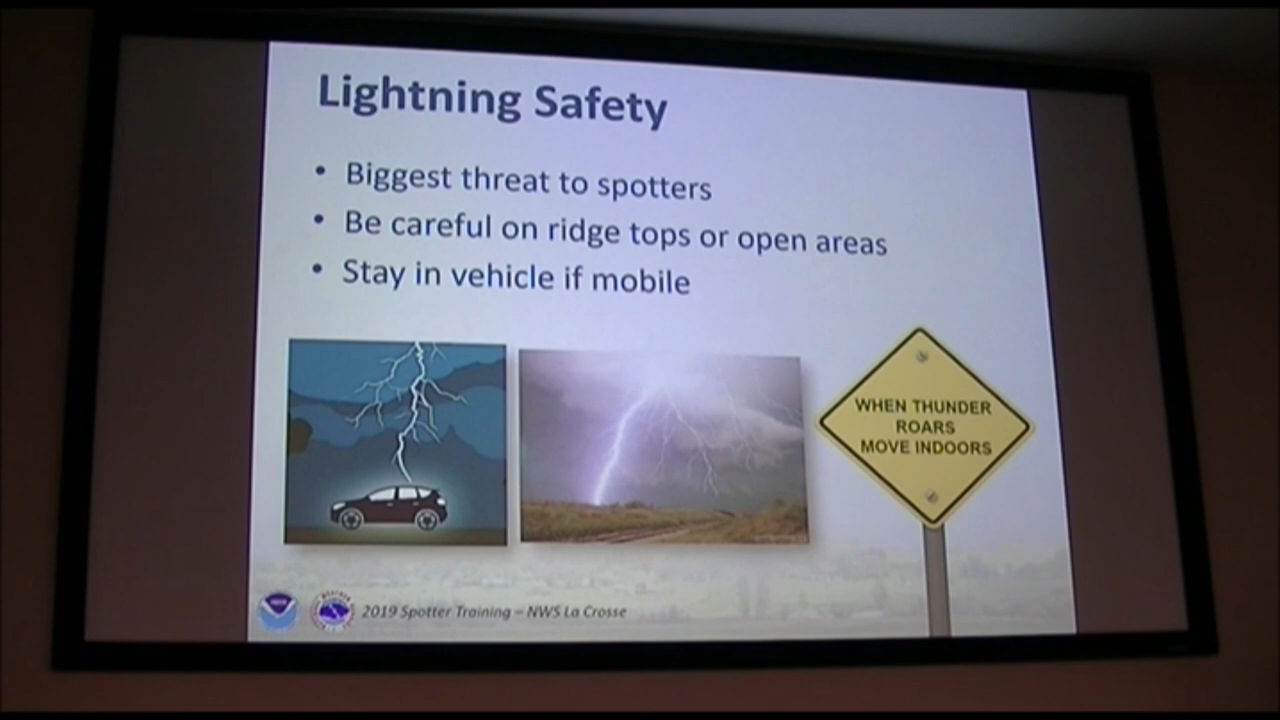 Lightning Safety
• Biggest threat to spotters
• Be careful on ridge tops or open areas
• Stay in vehicle if mobile
WHEN THUNDER
ROARS
MOVE INDOORS
2019 Spotter Training – NWS La Crosse